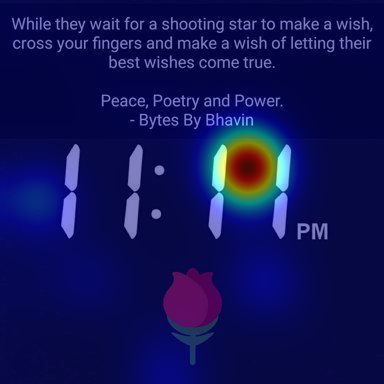 While they wait for a shooting star to make a wish,
cross your fingers and make a wish of letting their
best wishes come true.
Peace, Poetry and Power.
- Bytes By Bhavin
11:11 PM